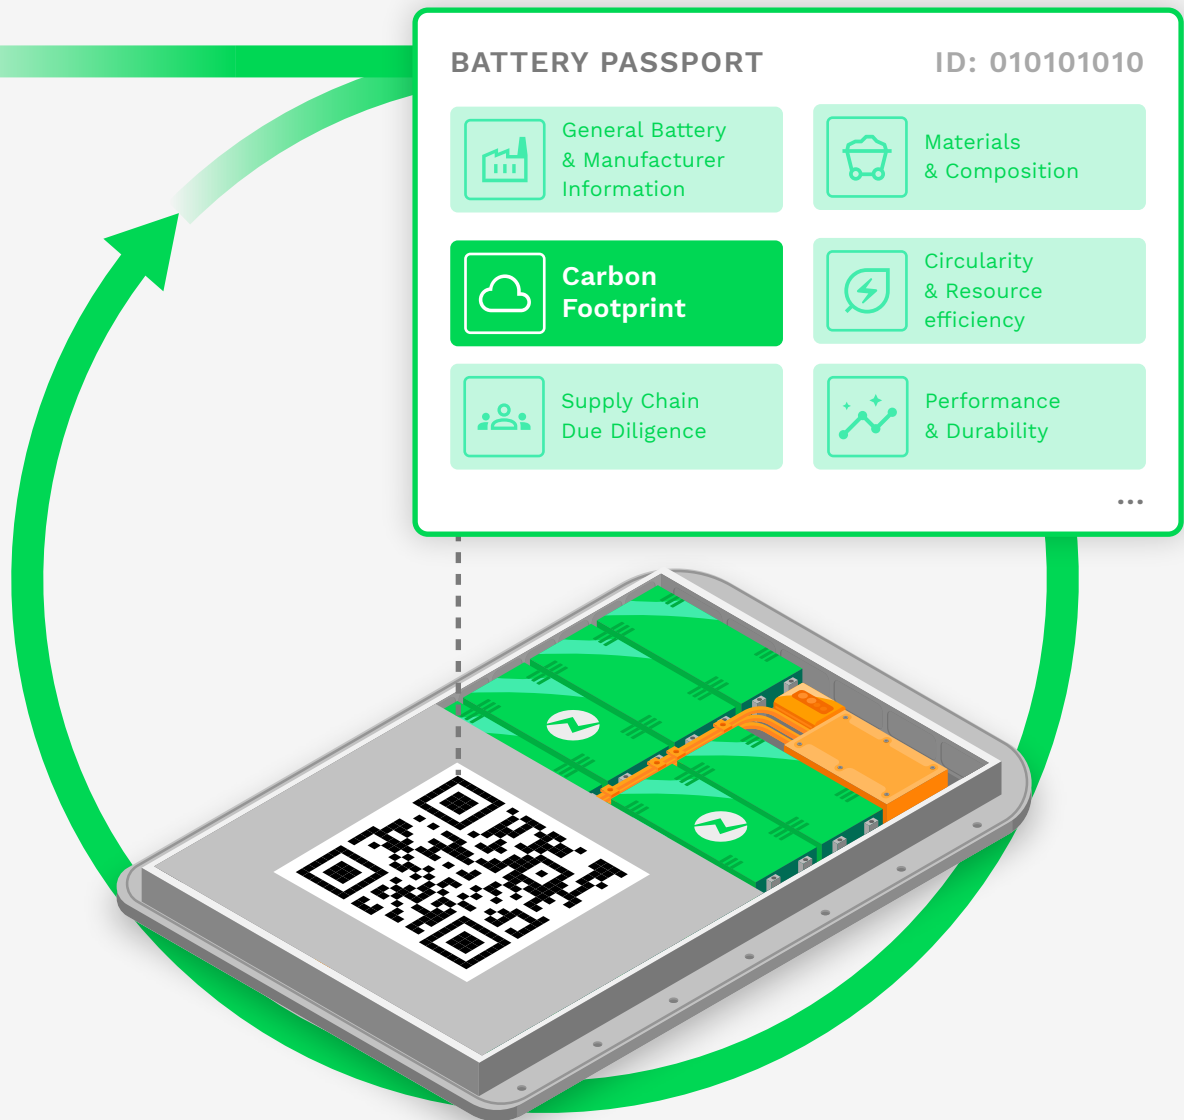 BATTERY PASSPORT
ID: 010101010
General Battery
& Manufacturer
Information
Materials
& Composition
Carbon
Footprint
Circularity
& Resource
efficiency
Supply Chain
Due Diligence
Performance
& Durability
...